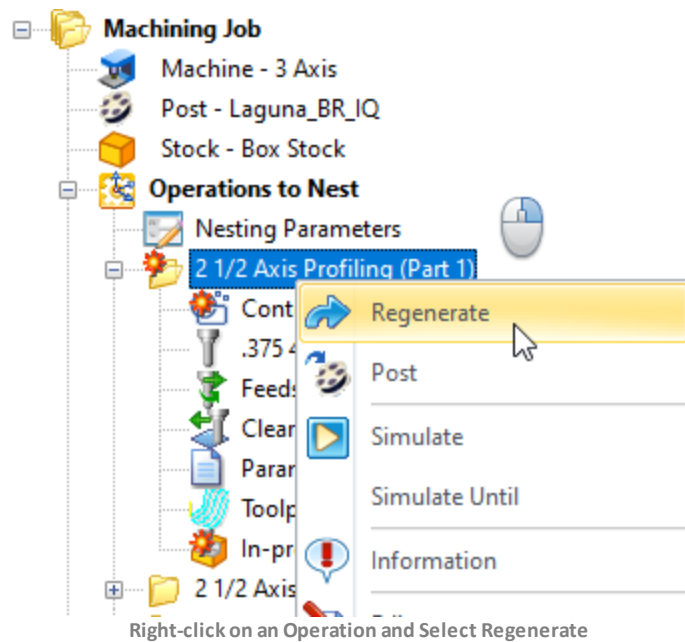 Machining Job
Machine - 3 Axis
Post - Laguna_BR_IQ
Stock - Box Stock
Operations to Nest
Nesting Parameters
2 1/2 Axis Profiling (Part 1)
Cont
Regenerate
.375
Post
Feeds
Clear
Simulate
Parar
Simulate Until
Toolp
In-pr
Information
2 1/2 Axis
Right-click on an Operation and Select Regenerate